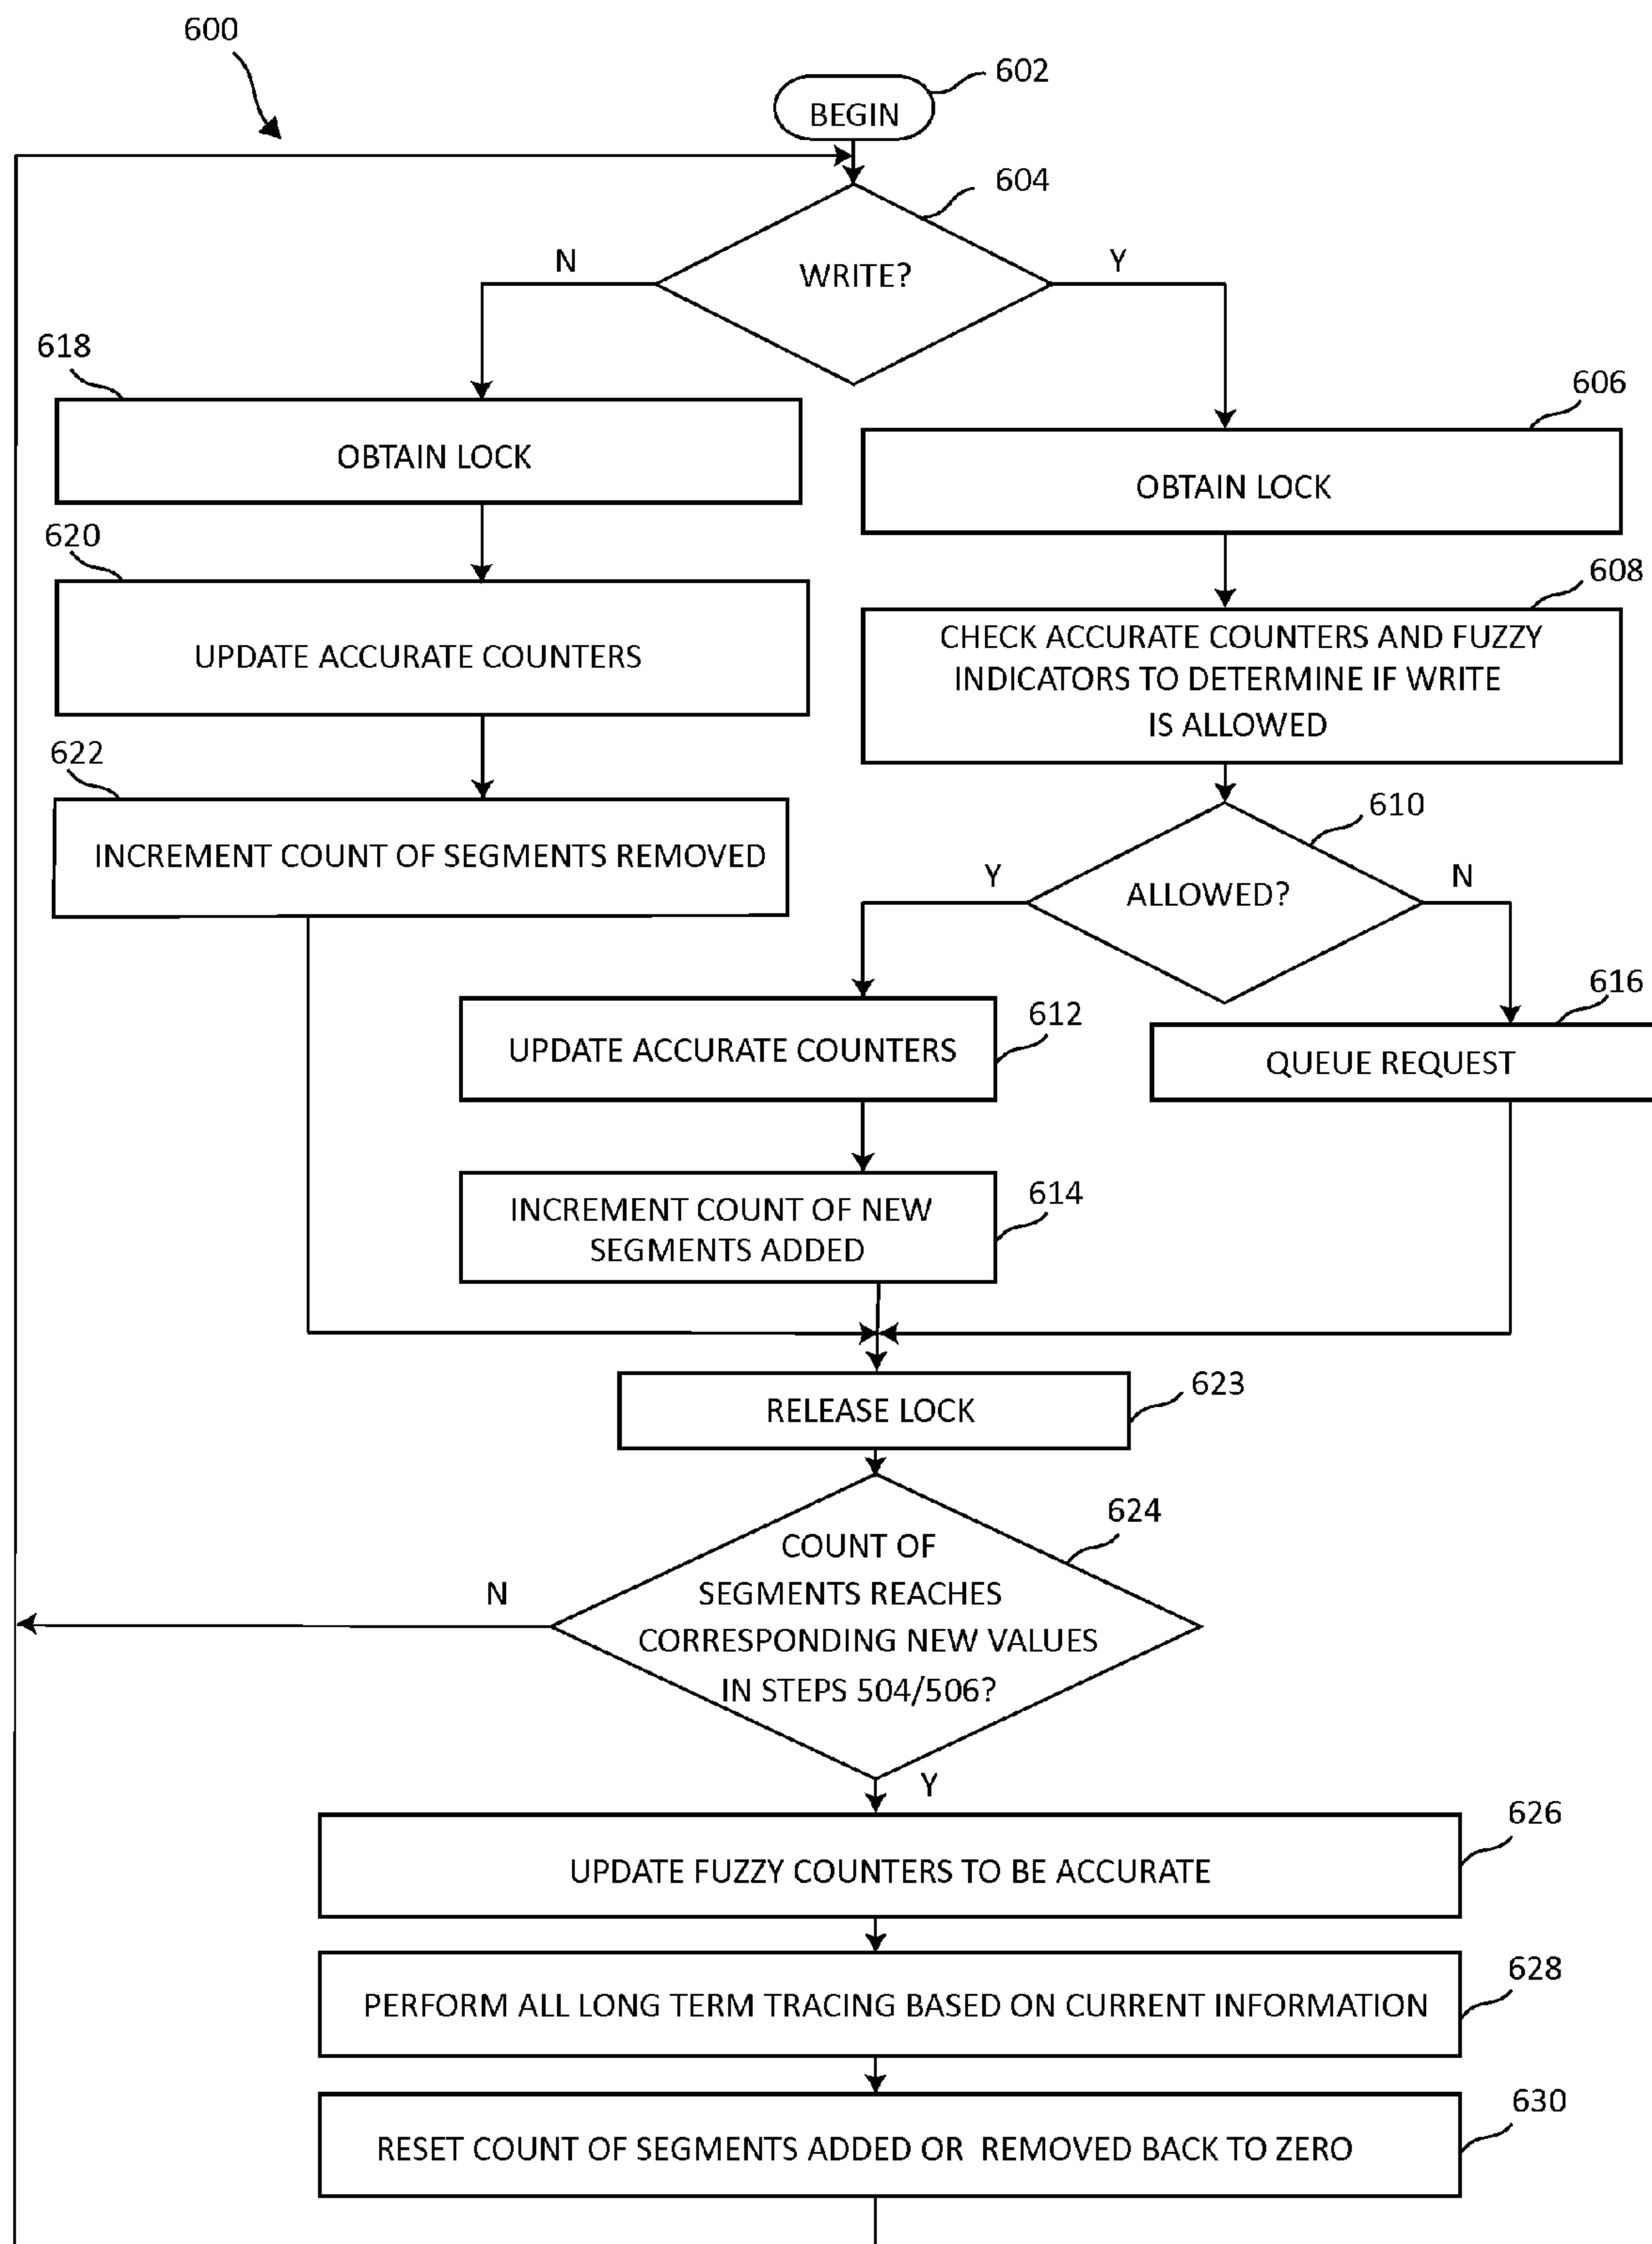 600
602
BEGIN
604
WRITE?
N
Y
618
OBTAIN LOCK
606
OBTAIN LOCK
620
UPDATE ACCURATE COUNTERS
608
CHECK ACCURATE COUNTERS AND FUZZY
INDICATORS TO DETERMINE IF WRITE
IS ALLOWED
622
INCREMENT COUNT OF SEGMENTS REMOVED
610
ALLOWED?
Y
N
612
UPDATE ACCURATE COUNTERS
616
QUEUE REQUEST
614
INCREMENT COUNT OF NEW
SEGMENTS ADDED
623
RELEASE LOCK
624
COUNT OF
SEGMENTS REACHES
CORRESPONDING NEW VALUES
IN STEPS 504/506?
N
Y
626
UPDATE FUZZY COUNTERS TO BE ACCURATE
628
PERFORM ALL LONG TERM TRACING BASED ON CURRENT INFORMATION
630
RESET COUNT OF SEGMENTS ADDED OR REMOVED BACK TO ZERO